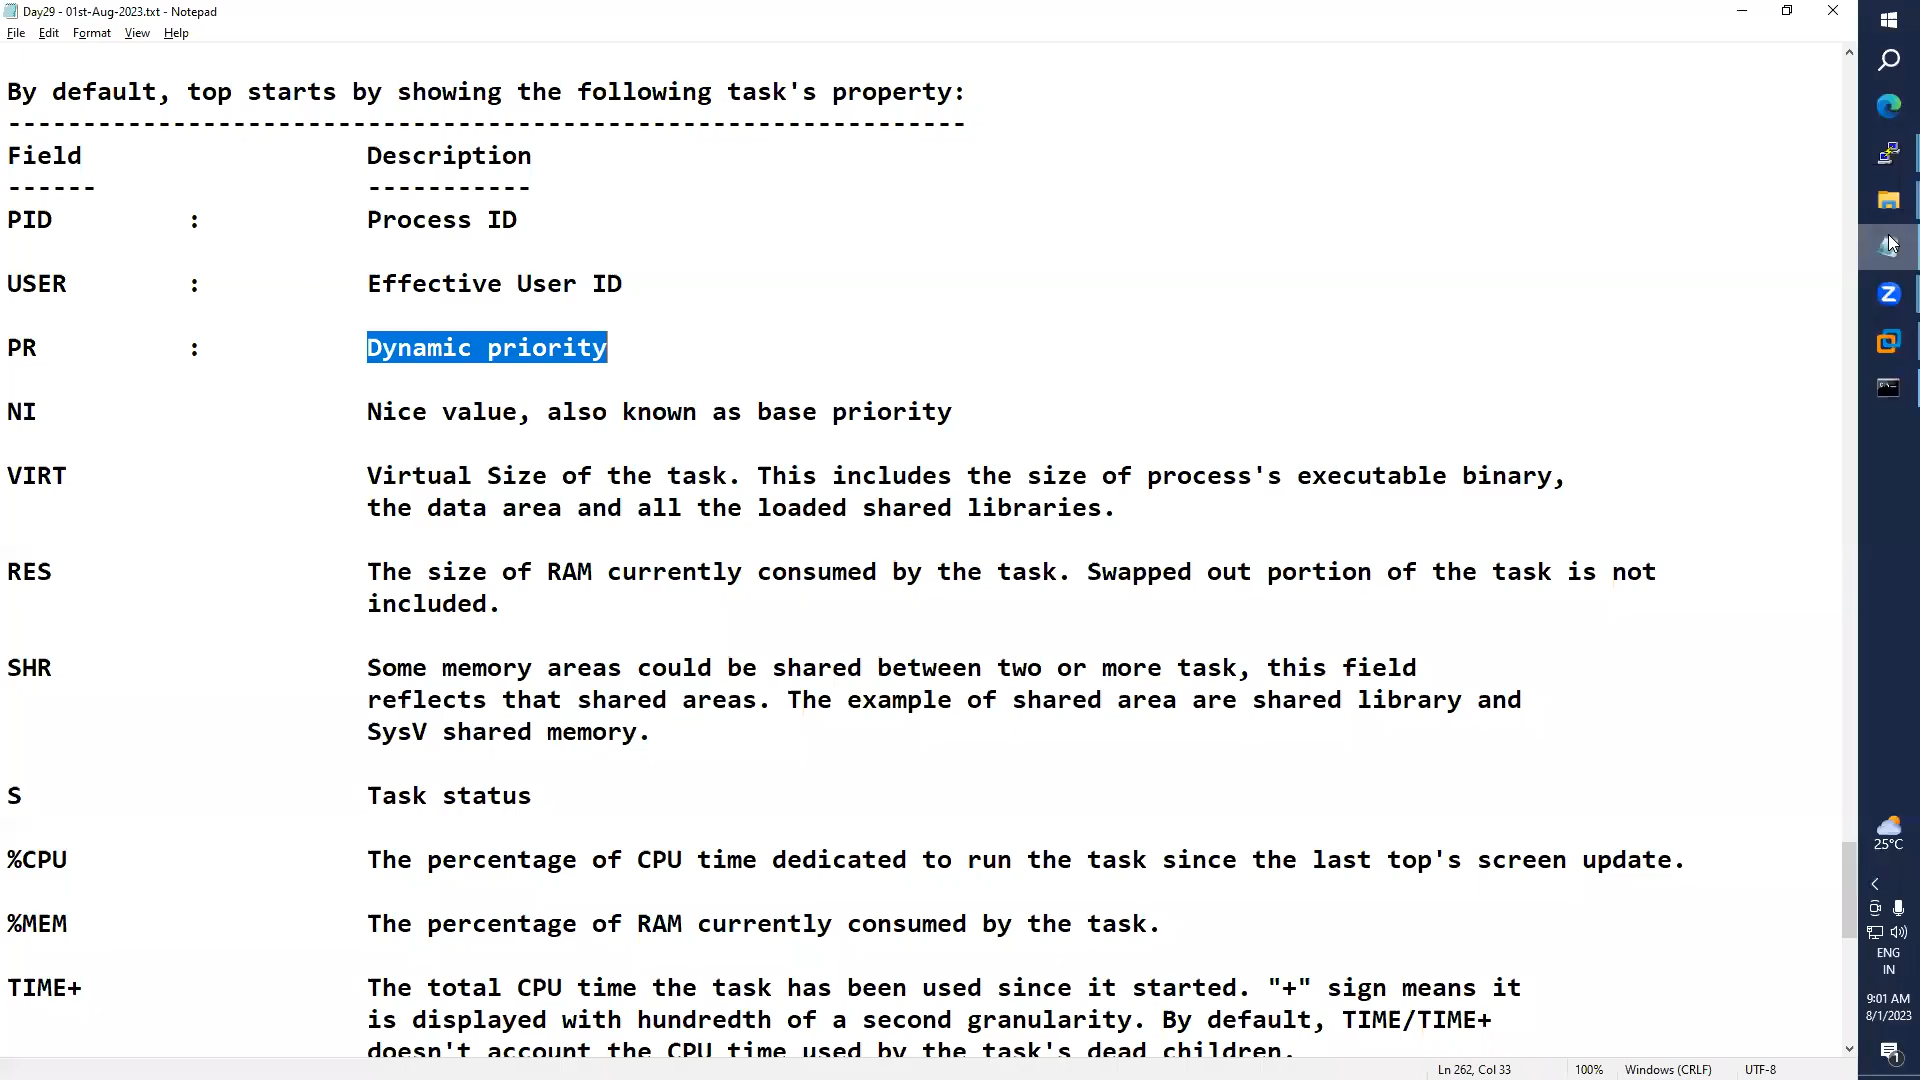 Day29 - 01st-Aug-2023.txt - Notepad
File Edit Format View Help
By default, top starts by showing the following task's property:
----------------------------------------------------------------
Field Description
------ -----------
PID : Process ID
USER : Effective User ID
PR : Dynamic priority
NI Nice value, also known as base priority
VIRT Virtual Size of the task. This includes the size of process's executable binary,
the data area and all the loaded shared libraries.
RES The size of RAM currently consumed by the task. Swapped out portion of the task is not
included.
SHR Some memory areas could be shared between two or more task, this field
reflects that shared areas. The example of shared area are shared library and
SysV shared memory.
S Task status
%CPU The percentage of CPU time dedicated to run the task since the last top's screen update.
%MEM The percentage of RAM currently consumed by the task.
TIME+ The total CPU time the task has been used since it started. "+" sign means it
is displayed with hundredth of a second granularity. By default, TIME/TIME+
doesn't account the CPU time used by the task's dead children.
Ln 262, Col 33 100% Windows (CRLF) UTF-8
25°C
ENG
IN
9:01 AM
8/1/2023
1